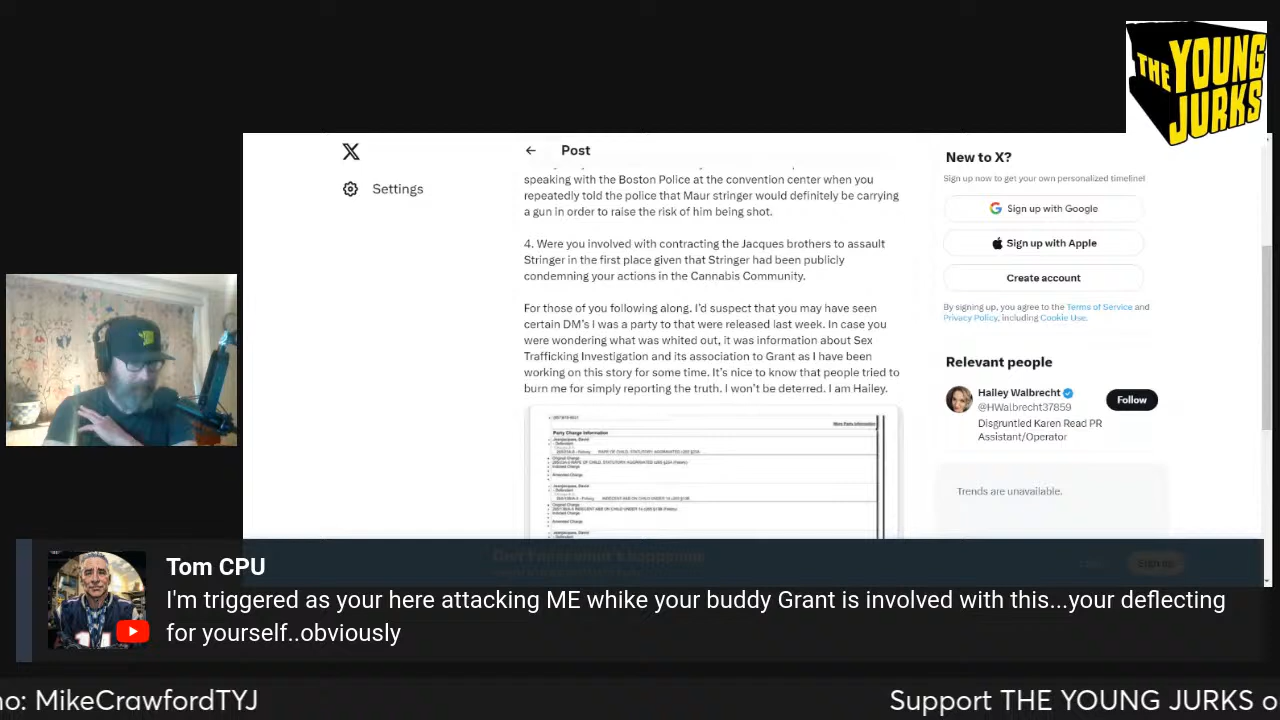 THE YOUNG JURKS
Post
Settings
speaking with the Boston Police at the convention center when you
repeatedly told the police that Maur stringer would definitely be carrying
a gun in order to raise the risk of him being shot.
4. Were you involved with contracting the Jacques brothers to assault
Stringer in the first place given that Stringer had been publicly
condemning your actions in the Cannabis Community.
For those of you following along. I'd suspect that you may have seen
certain DM's I was a party to that were released last week. In case you
were wondering what was whited out, it was information about Sex
Trafficking Investigation and its association to Grant as I have been
working on this story for some time. It's nice to know that people tried to
burn me for simply reporting the truth. I won't be deterred. I am Hailey.
More Party Information
Party Charge Information
New to X?
Sign up now to get your own personalized timeline!
Sign up with Google
Sign up with Apple
Create account
By signing up, you agree to the Terms of Service and
Privacy Policy, including Cookie Use.
Relevant people
Hailey Walbrecht
@HWalbrecht37859
Follow
Disgruntled Karen Read PR
Assistant/Operator
Trends are unavailable.
Sign up
Tom CPU
I'm triggered as your here attacking ME whike your buddy Grant is involved with this...your deflecting
for yourself..obviously
no: MikeCrawfordTYJ
Support THE YOUNG JURKS o